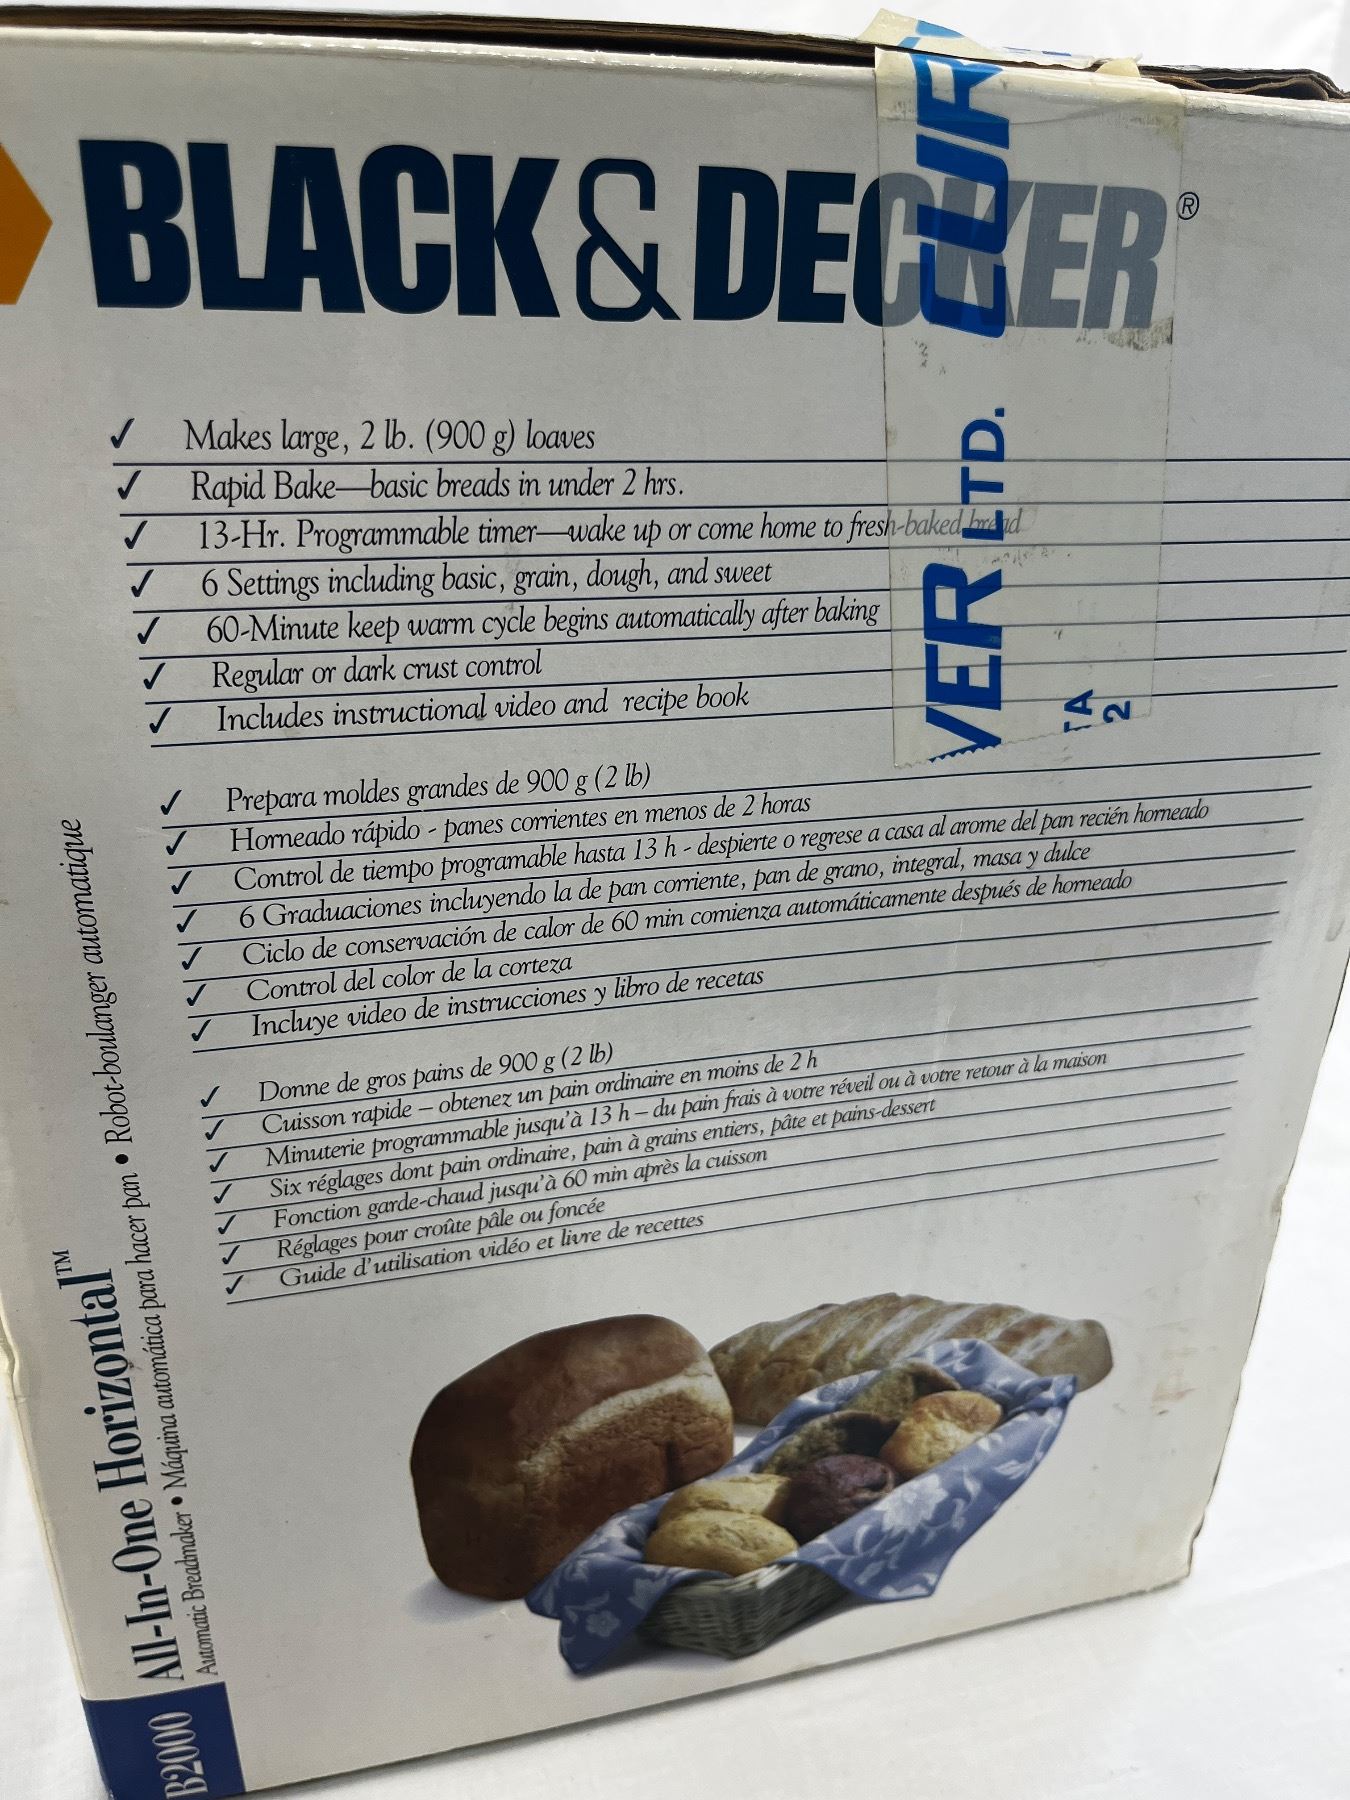 BLACK & DECKER®
✓ Makes large, 2 lb. (900 g) loaves
✓ Rapid Bake—basic breads in under 2 hrs.
✓ 13-Hr. Programmable timer—wake up or come home to fresh-baked bread
✓ 6 Settings including basic, grain, dough, and sweet
✓ 60-Minute keep warm cycle begins automatically after baking
✓ Regular or dark crust control
✓ Includes instructional video and recipe book
✓ Prepara moldes grandes de 900 g (2 lb)
✓ Horneado rápido - panes corrientes en menos de 2 horas
✓ Control de tiempo programable hasta 13 h - despierte o regrese a casa al arome del pan recién horneado
✓ 6 Graduaciones incluyendo la de pan corriente, pan de grano, integral, masa y dulce
✓ Ciclo de conservación de calor de 60 min comienza automáticamente después de horneado
✓ Control del color de la corteza
✓ Incluye video de instrucciones y libro de recetas
✓ Donne de gros pains de 900 g (2 lb)
✓ Cuisson rapide – obtenez un pain ordinaire en moins de 2 h
✓ Minuterie programmable jusqu'à 13 h – du pain frais à votre réveil ou à votre retour à la maison
✓ Six réglages dont pain ordinaire, pain à grains entiers, pâte et pains-dessert
✓ Fonction garde-chaud jusqu'à 60 min après la cuisson
✓ Réglages pour croûte pâle ou foncée
✓ Guide d'utilisation vidéo et livre de recettes
B2000
All-In-One Horizontal™
Automatic Breadmaker • Máquina automática para hacer pan • Robot-boulanger automatique
VER LTD.
TA
2